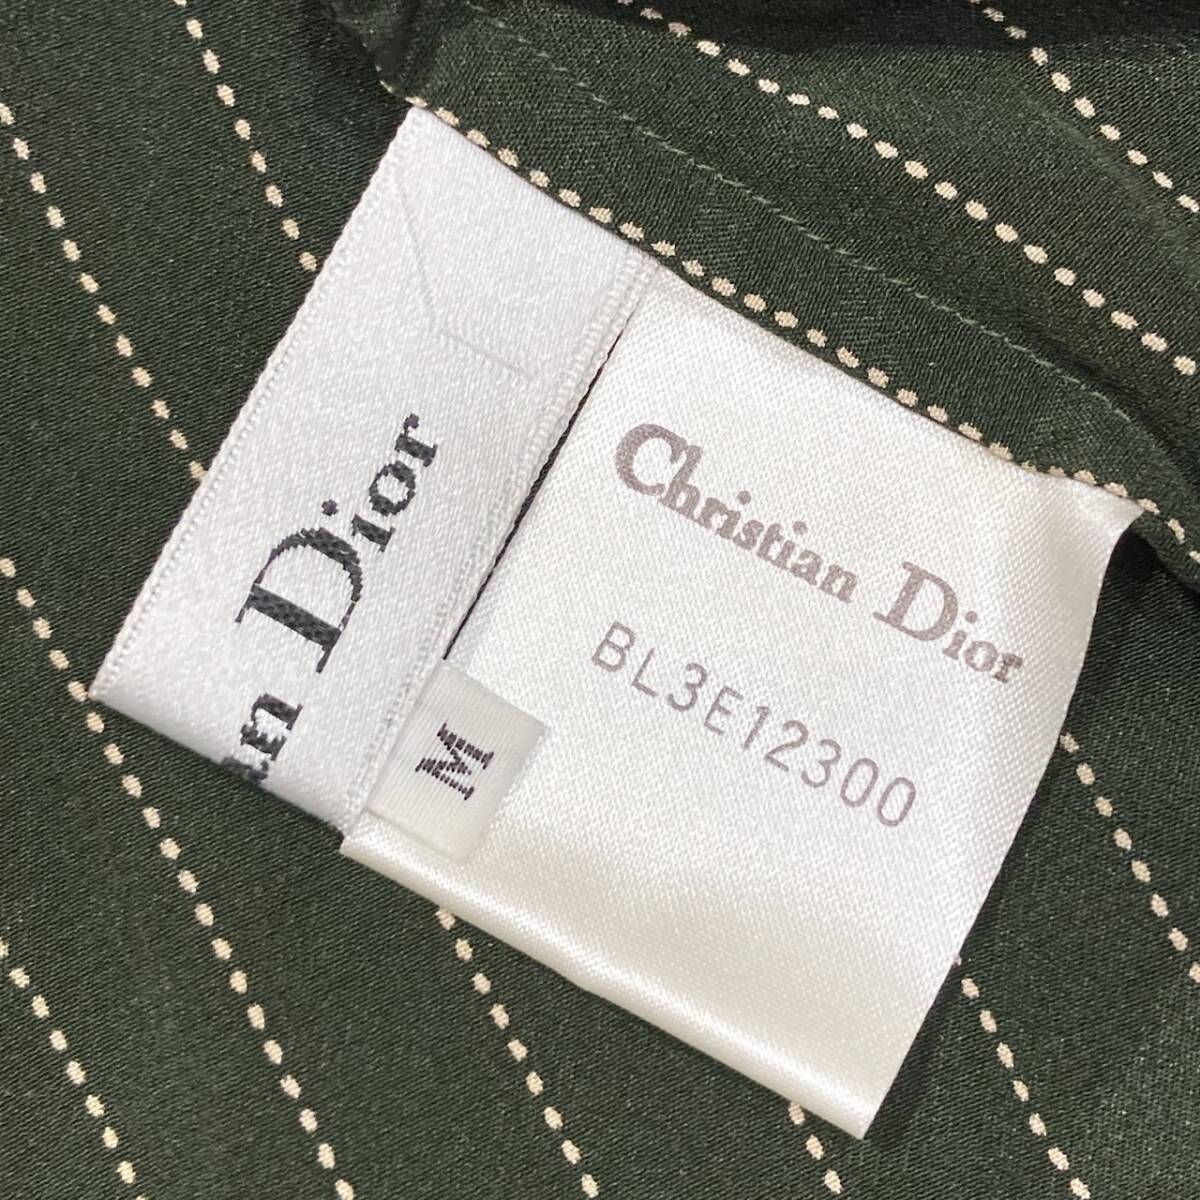 Dior
M
Christian Dior
BL3E12300